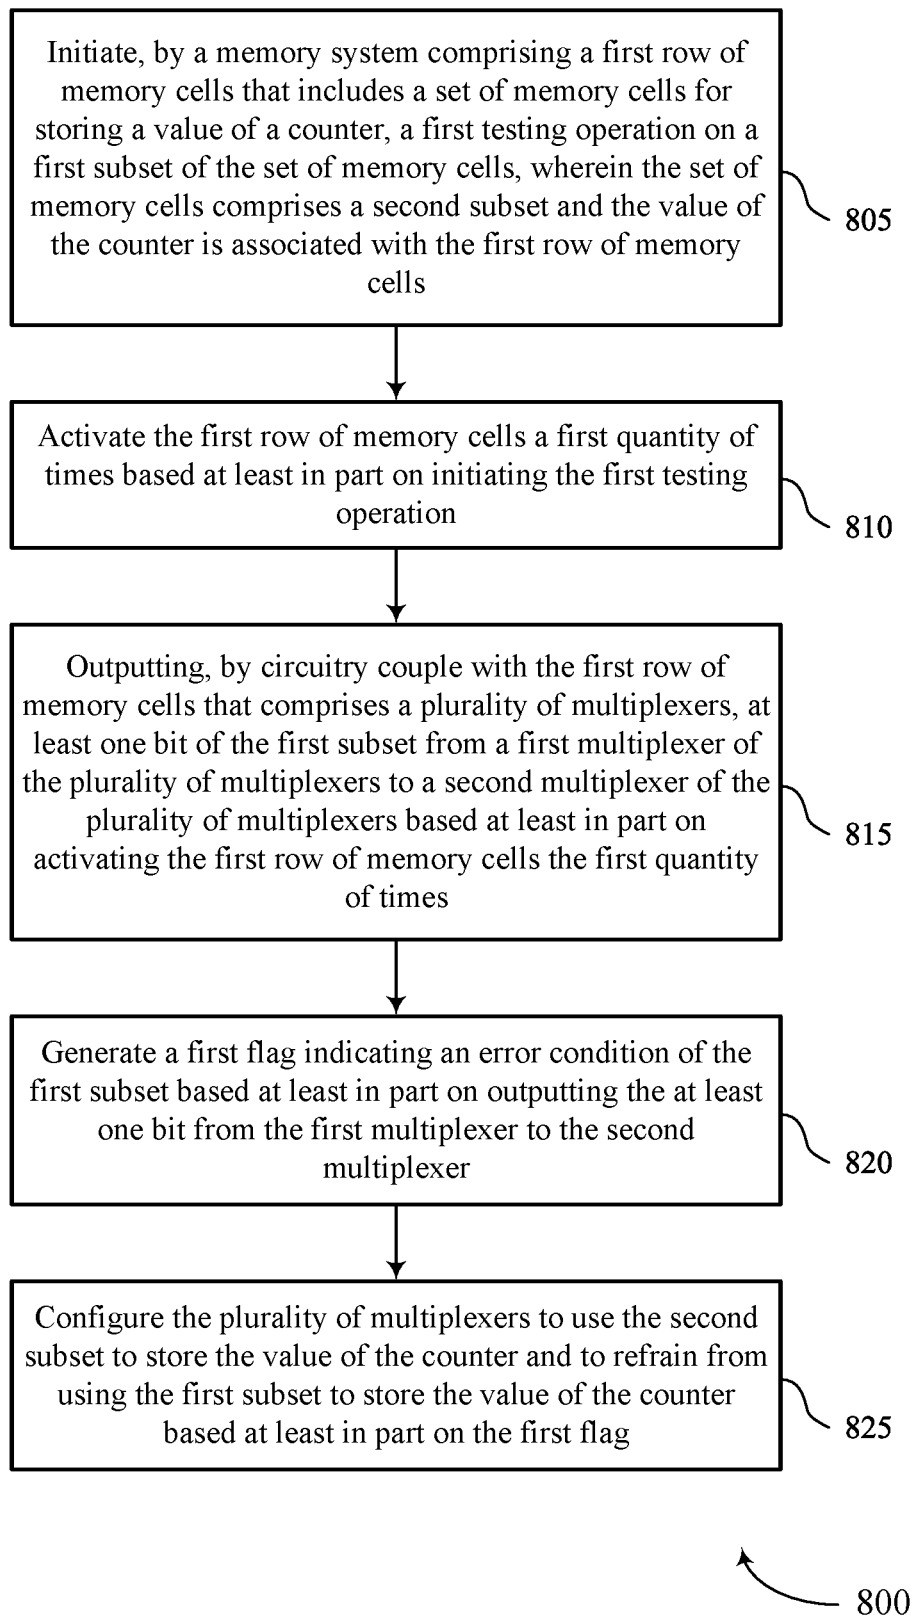 Initiate, by a memory system comprising a first row of
memory cells that includes a set of memory cells for
storing a value of a counter, a first testing operation on a
first subset of the set of memory cells, wherein the set of
memory cells comprises a second subset and the value of
the counter is associated with the first row of memory
cells
805
Activate the first row of memory cells a first quantity of
times based at least in part on initiating the first testing
operation
810
Outputting, by circuitry couple with the first row of
memory cells that comprises a plurality of multiplexers, at
least one bit of the first subset from a first multiplexer of
the plurality of multiplexers to a second multiplexer of the
plurality of multiplexers based at least in part on
activating the first row of memory cells the first quantity
of times
815
Generate a first flag indicating an error condition of the
first subset based at least in part on outputting the at least
one bit from the first multiplexer to the second
multiplexer
820
Configure the plurality of multiplexers to use the second
subset to store the value of the counter and to refrain from
using the first subset to store the value of the counter
based at least in part on the first flag
825
800